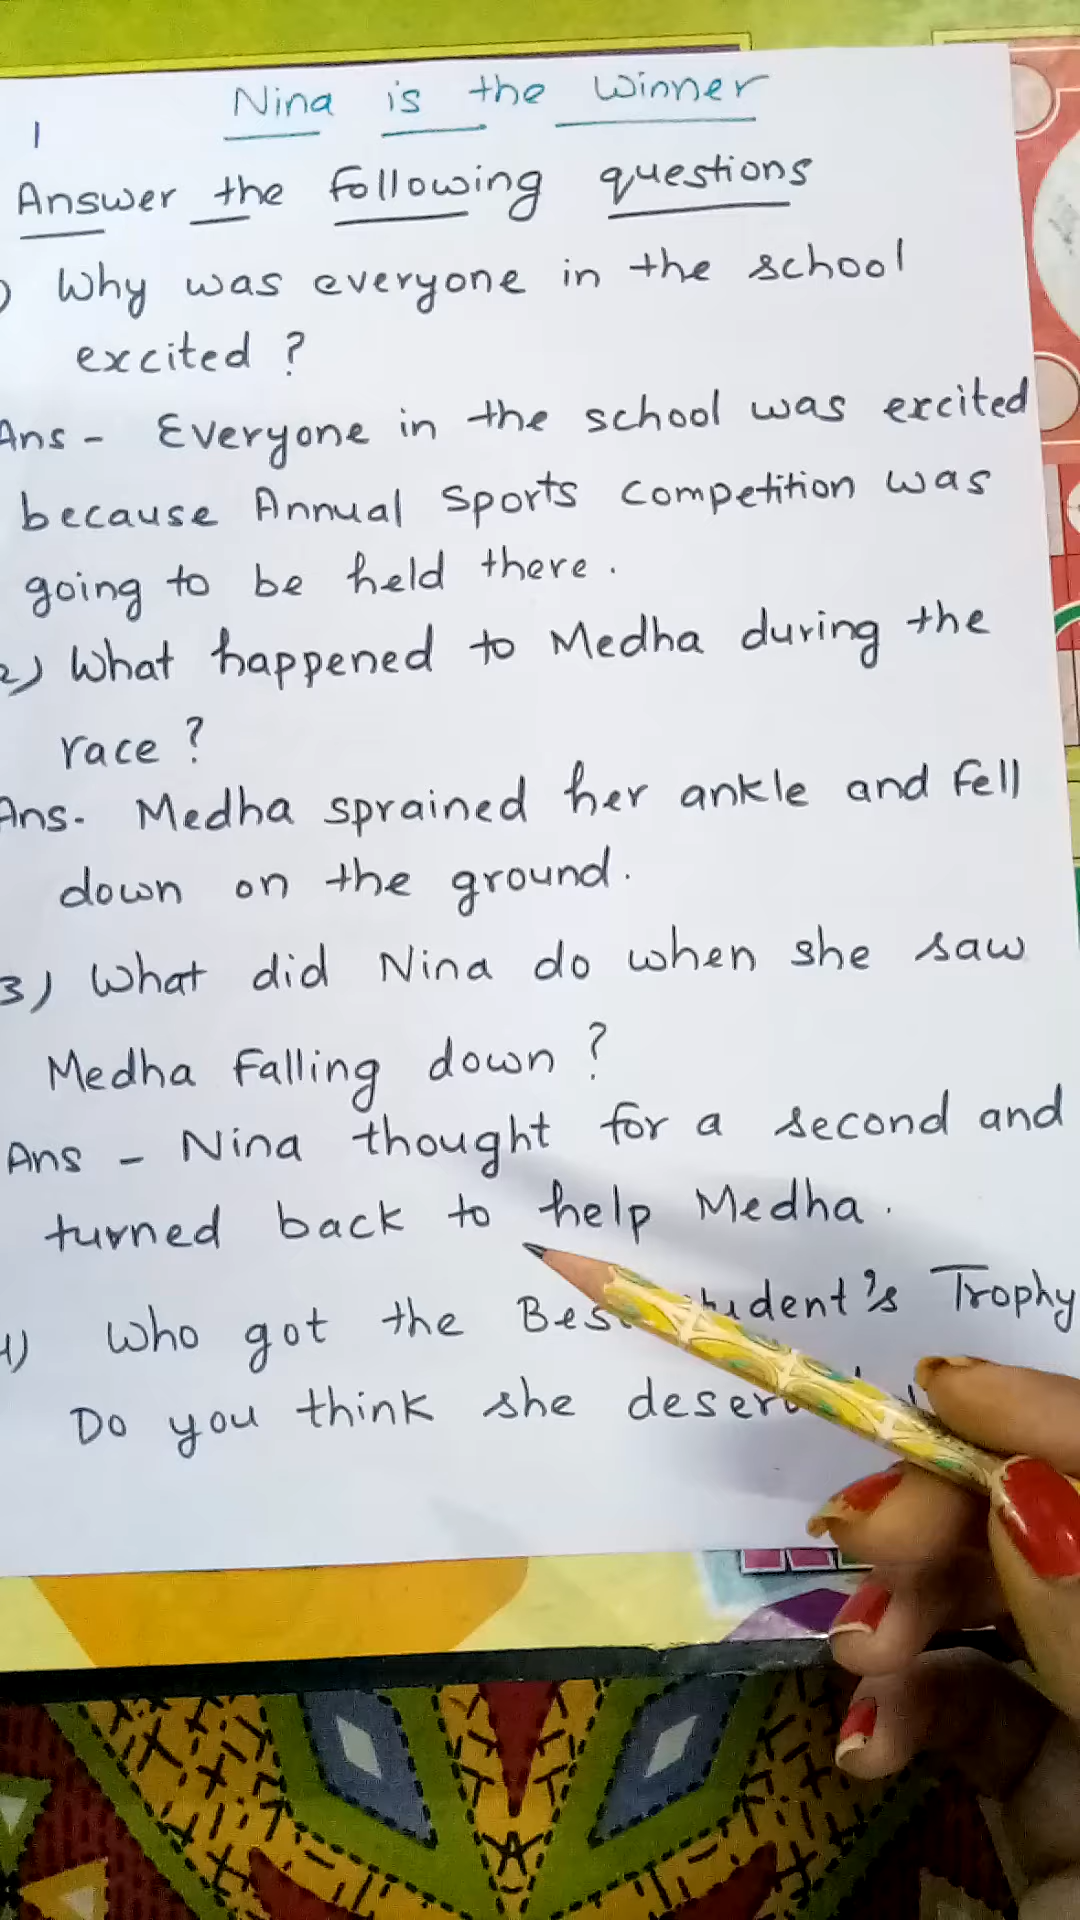 Nina is the Winner
1
Answer the following questions
) Why was everyone in the school
excited ?
Ans - Everyone in the school was excited
because Annual Sports competition was
going to be held there.
2) What happened to Medha during the
race ?
Ans. Medha sprained her ankle and fell
down on the ground.
3) What did Nina do when she saw
Medha falling down ?
Ans - Nina thought for a second and
turned back to help Medha.
4) Who got the Trophy
Do you think she